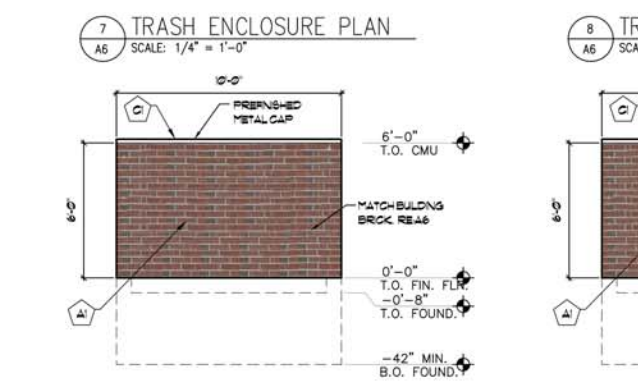 7
A6
TRASH ENCLOSURE PLAN
SCALE: 1/4" = 1'-0"
8
A6
TR
SCA
10'-0"
C1
PREFINISHED
METAL CAP
C1
6'-0"
T.O. CMU
6'-0"
MATCH BUILDING
BRICK, RE:A6
6'-0"
0'-0"
T.O. FIN. FLR.
-0'-8"
T.O. FOUND.
A1
A1
-42" MIN.
B.O. FOUND.